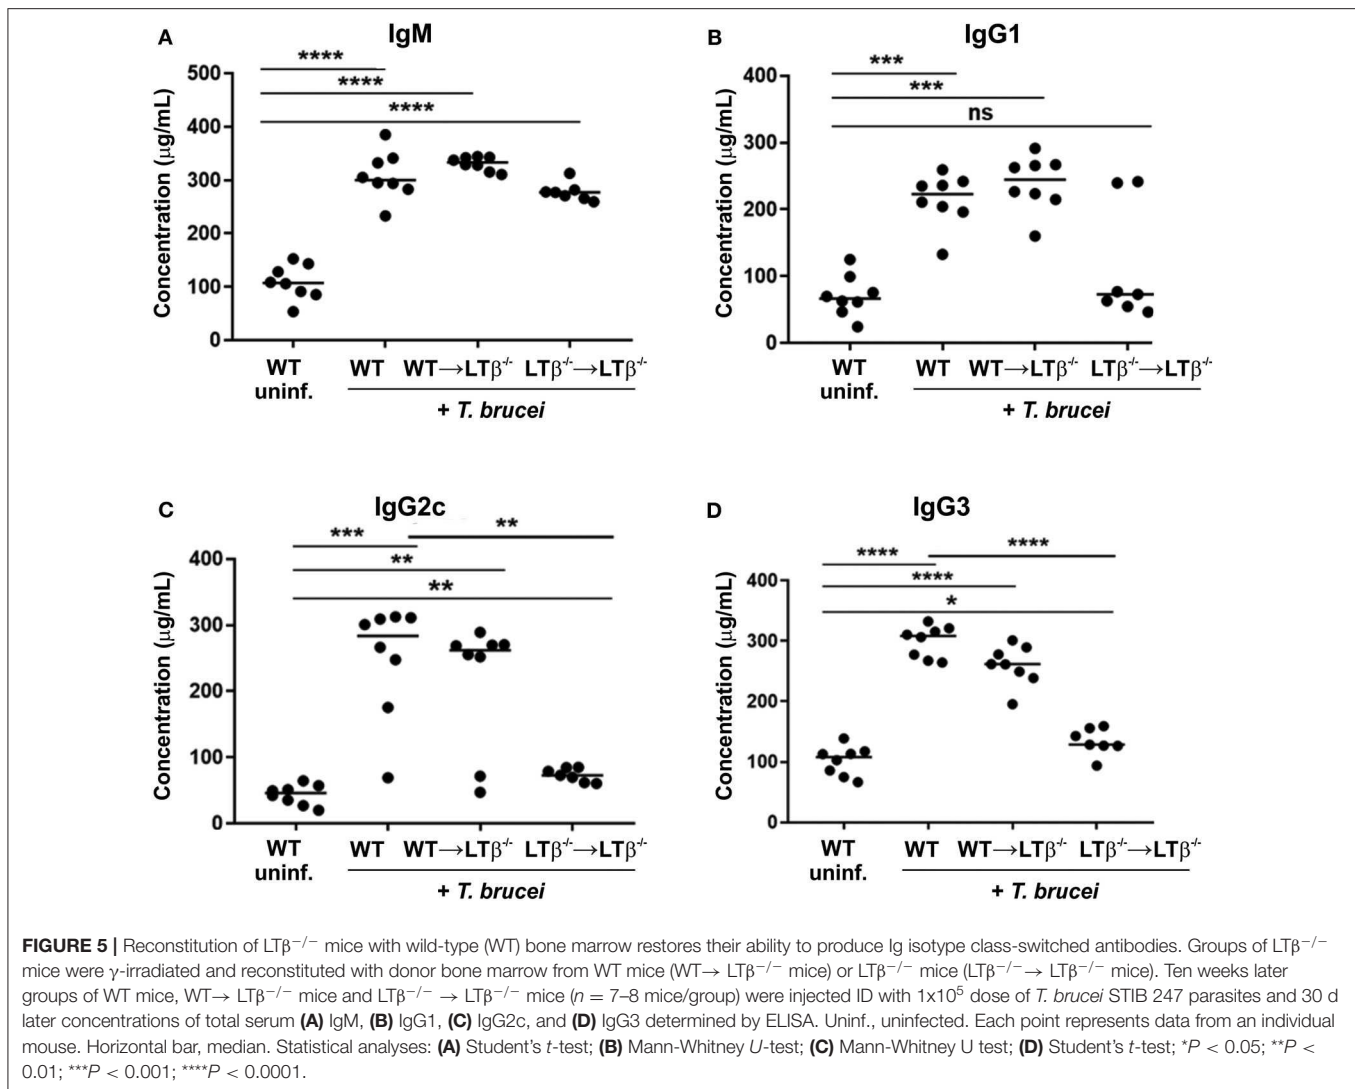 A IgM
****
****
****
Concentration (μg/mL)
500
400
300
200
100
0
WT uninf.
WT WT→LTβ-/- LTβ-/-→LTβ-/-
+ T. brucei
B IgG1
***
***
ns
Concentration (μg/mL)
400
300
200
100
0
WT uninf.
WT WT→LTβ-/- LTβ-/-→LTβ-/-
+ T. brucei
C IgG2c
*** **
**
**
Concentration (μg/mL)
400
300
200
100
0
WT uninf.
WT WT→LTβ-/- LTβ-/-→LTβ-/-
+ T. brucei
D IgG3
**** ****
****
*
Concentration (μg/mL)
400
300
200
100
0
WT uninf.
WT WT→LTβ-/- LTβ-/-→LTβ-/-
+ T. brucei
FIGURE 5 | Reconstitution of LTβ−/− mice with wild-type (WT) bone marrow restores their ability to produce Ig isotype class-switched antibodies. Groups of LTβ−/−
mice were γ-irradiated and reconstituted with donor bone marrow from WT mice (WT→ LTβ−/− mice) or LTβ−/− mice (LTβ−/−→ LTβ−/− mice). Ten weeks later
groups of WT mice, WT→ LTβ−/− mice and LTβ−/− → LTβ−/− mice (n = 7–8 mice/group) were injected ID with 1x10⁵ dose of T. brucei STIB 247 parasites and 30 d
later concentrations of total serum (A) IgM, (B) IgG1, (C) IgG2c, and (D) IgG3 determined by ELISA. Uninf., uninfected. Each point represents data from an individual
mouse. Horizontal bar, median. Statistical analyses: (A) Student's t-test; (B) Mann-Whitney U-test; (C) Mann-Whitney U test; (D) Student's t-test; *P < 0.05; **P <
0.01; ***P < 0.001; ****P < 0.0001.